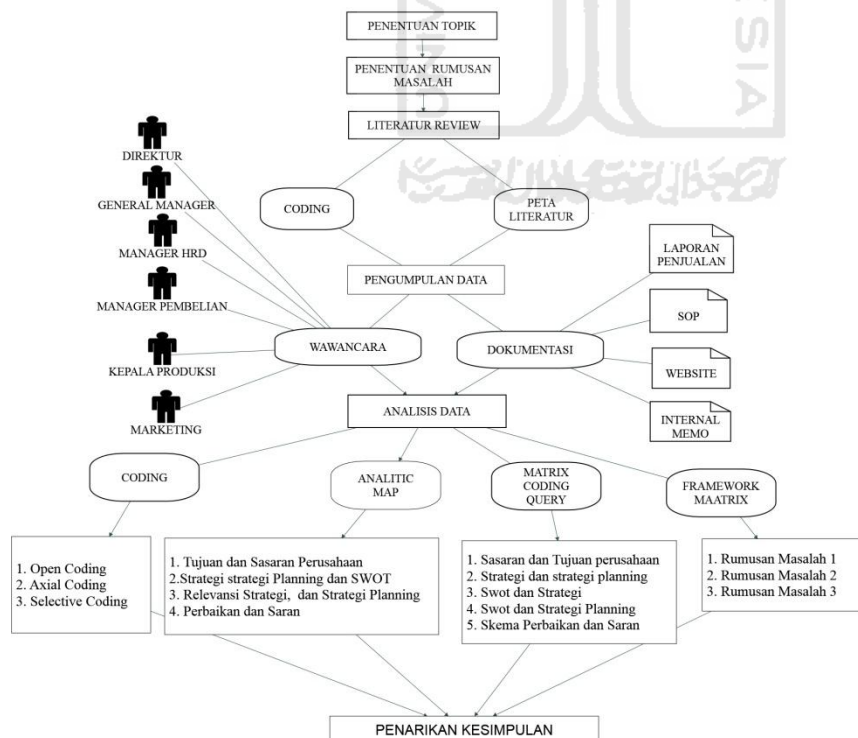 PENENTUAN TOPIK
PENENTUAN RUMUSAN
MASALAH
LITERATUR REVIEW
DIREKTUR
GENERAL MANAGER
MANAGER HRD
MANAGER PEMBELIAN
KEPALA PRODUKSI
MARKETING
CODING
PETA
LITERATUR
PENGUMPULAN DATA
LAPORAN
PENJUALAN
SOP
WEBSITE
INTERNAL
MEMO
WAWANCARA
DOKUMENTASI
ANALISIS DATA
CODING
ANALITIC
MAP
MATRIX
CODING
QUERY
FRAMEWORK
MAATRIX
1. Open Coding
2. Axial Coding
3. Selective Coding
1. Tujuan dan Sasaran Perusahaan
2.Strategi strategi Planning dan SWOT
3. Relevansi Strategi, dan Strategi Planning
4. Perbaikan dan Saran
1. Sasaran dan Tujuan perusahaan
2. Strategi dan strategi planning
3. Swot dan Strategi
4. Swot dan Strategi Planning
5. Skema Perbaikan dan Saran
1. Rumusan Masalah 1
2. Rumusan Masalah 2
3. Rumusan Masalah 3
PENARIKAN KESIMPULAN